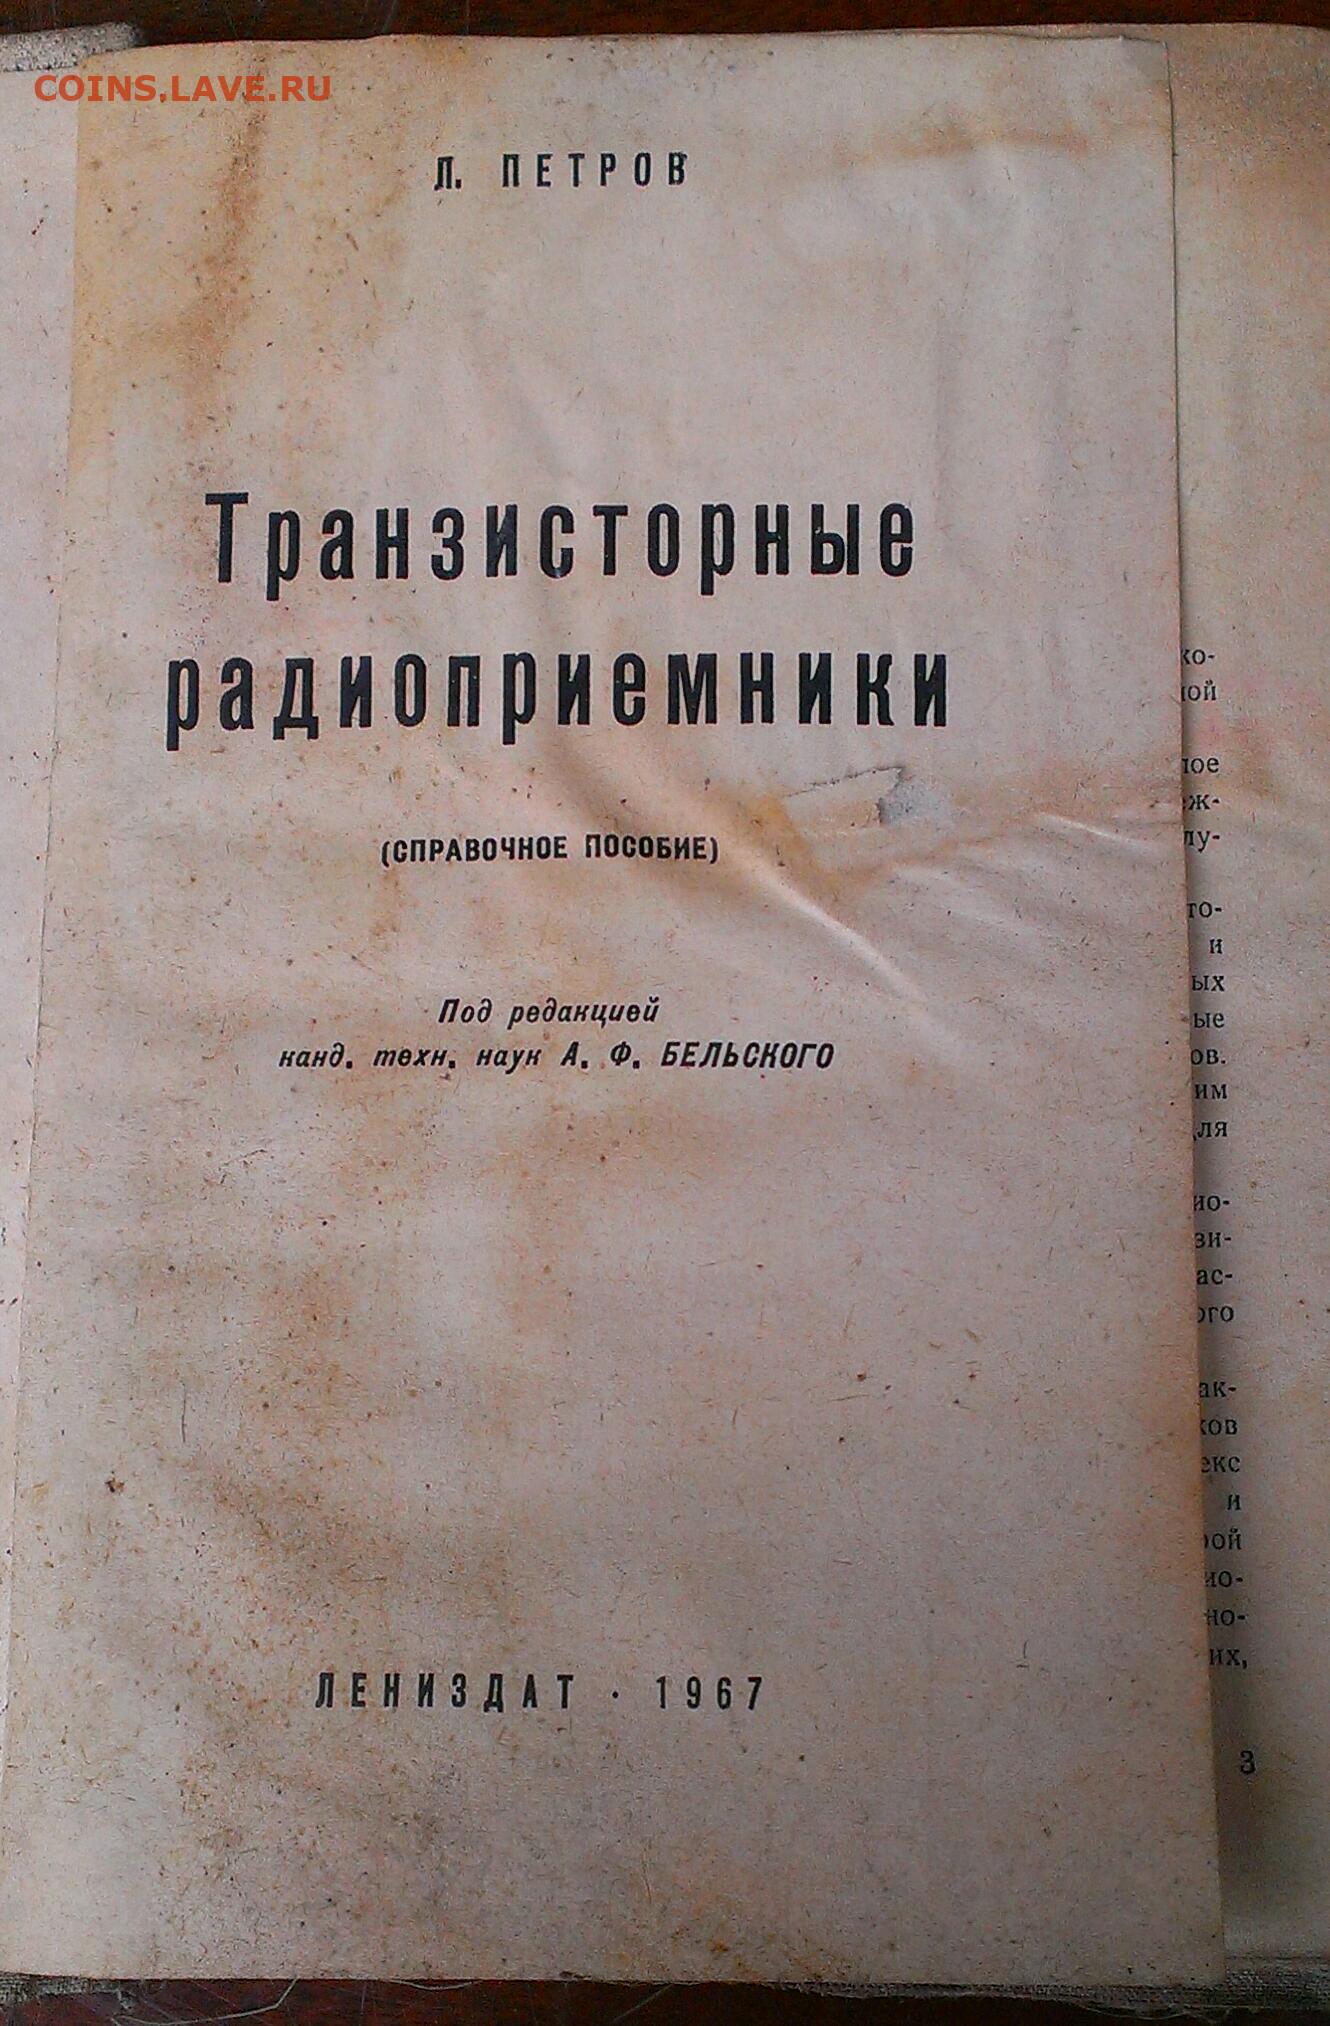 COINS.LAVE.RU
Л. ПЕТРОВ
Транзисторные
радиоприемники
(СПРАВОЧНОЕ ПОСОБИЕ)
Под редакцией
канд. техн. наук А. Ф. БЕЛЬСКОГО
ЛЕНИЗДАТ · 1967
и
и
3